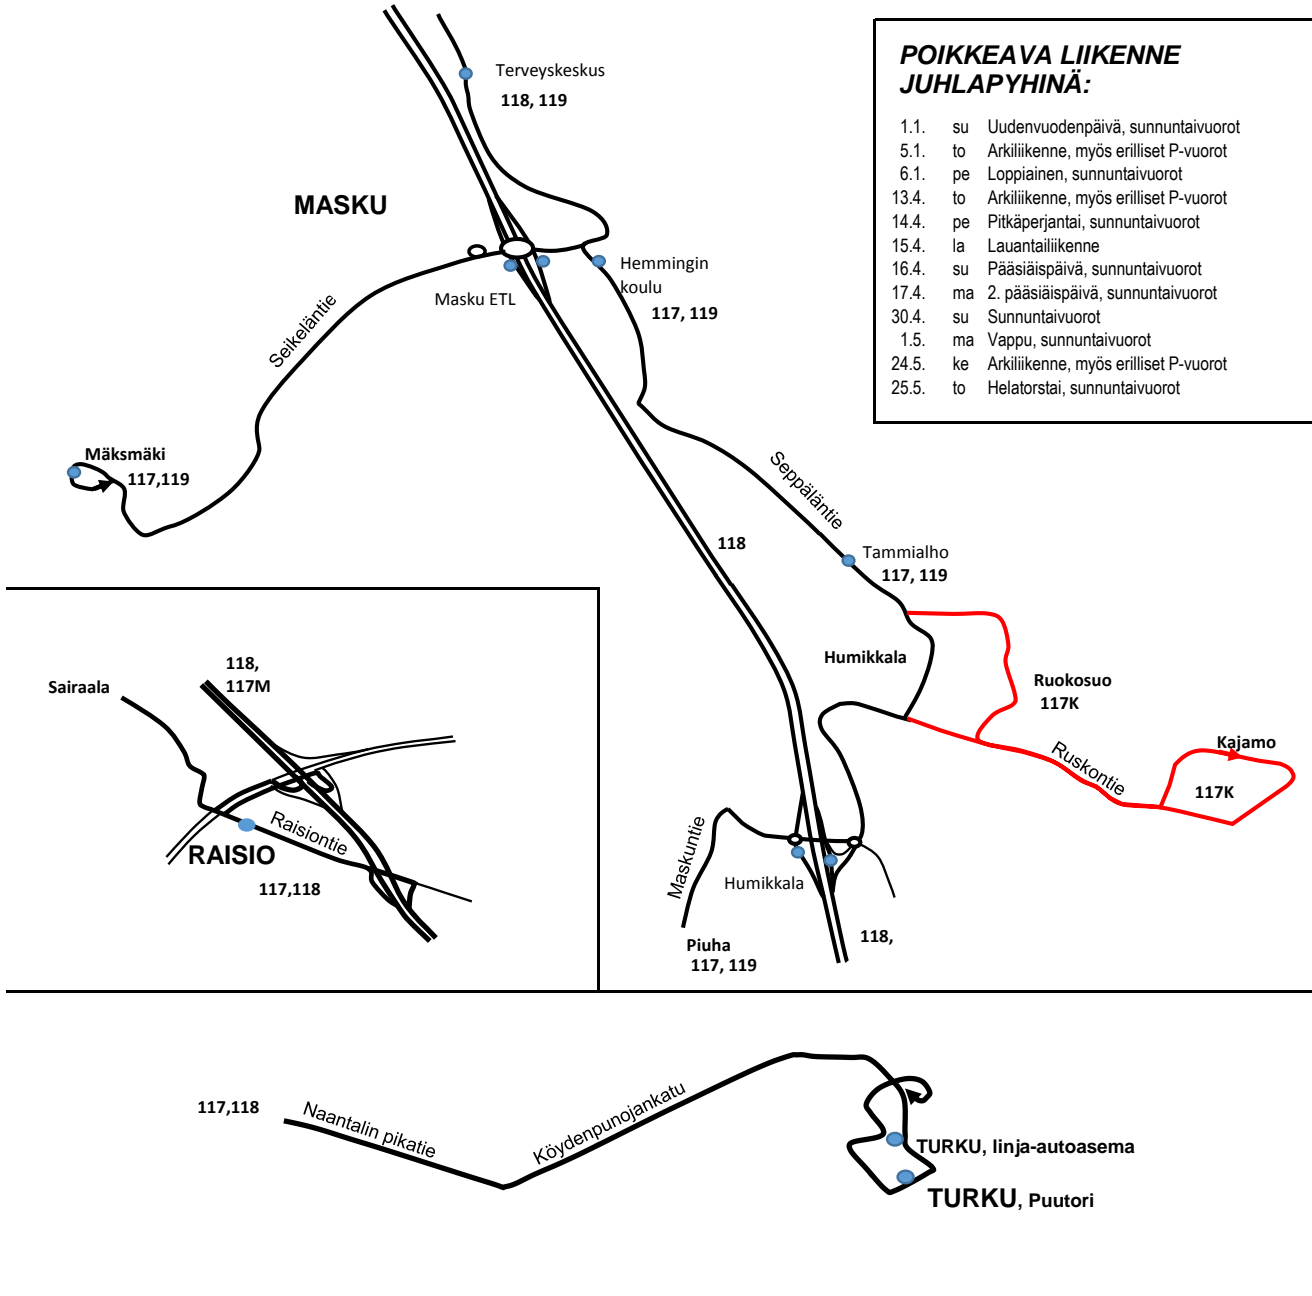 POIKKEAVA LIIKENNE
JUHLAPYHINÄ:
1.1. su Uudenvuodenpäivä, sunnuntaivuorot
5.1. to Arkiliikenne, myös erilliset P-vuorot
6.1. pe Loppiainen, sunnuntaivuorot
13.4. to Arkiliikenne, myös erilliset P-vuorot
14.4. pe Pitkäperjantai, sunnuntaivuorot
15.4. la Lauantailiikenne
16.4. su Pääsiäispäivä, sunnuntaivuorot
17.4. ma 2. pääsiäispäivä, sunnuntaivuorot
30.4. su Sunnuntaivuorot
1.5. ma Vappu, sunnuntaivuorot
24.5. ke Arkiliikenne, myös erilliset P-vuorot
25.5. to Helatorstai, sunnuntaivuorot
Terveyskeskus
118, 119
MASKU
Hemmingin
koulu
117, 119
Masku ETL
Seikeläntie
Mäksmäki
117,119
Seppäläntie
118
Tammialho
117, 119
Humikkala
Ruokosuo
117K
Ruskontie
Kajamo
117K
Maskuntie
Humikkala
Piuha
117, 119
118,
118,
117M
Sairaala
Raisiontie
RAISIO
117,118
117,118
Naantalin pikatie
Köydenpunojankatu
TURKU, linja-autoasema
TURKU, Puutori